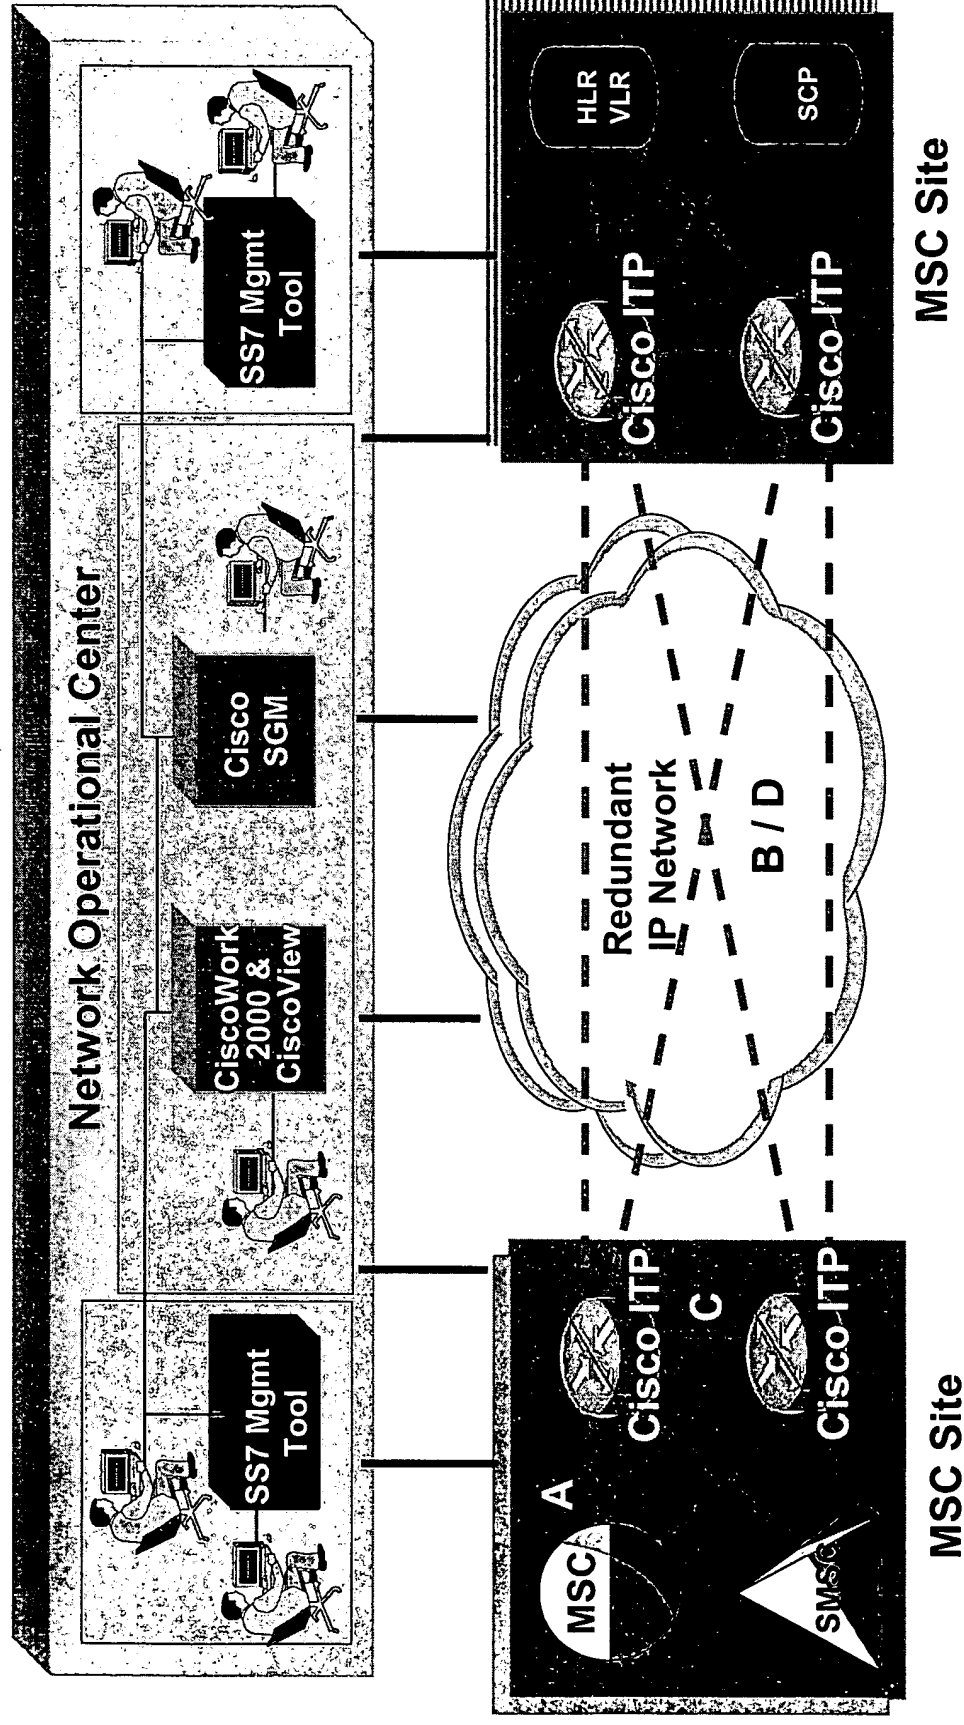 Network Operational Center
SS7 Mgmt
Tool
CiscoWork
2000 &
CiscoView
Cisco
SGM
SS7 Mgmt
Tool
MSC
A
SMSC
Cisco ITP
C
Cisco ITP
MSC Site
Redundant
IP Network
B / D
Cisco ITP
Cisco ITP
HLR
VLR
SCP
MSC Site